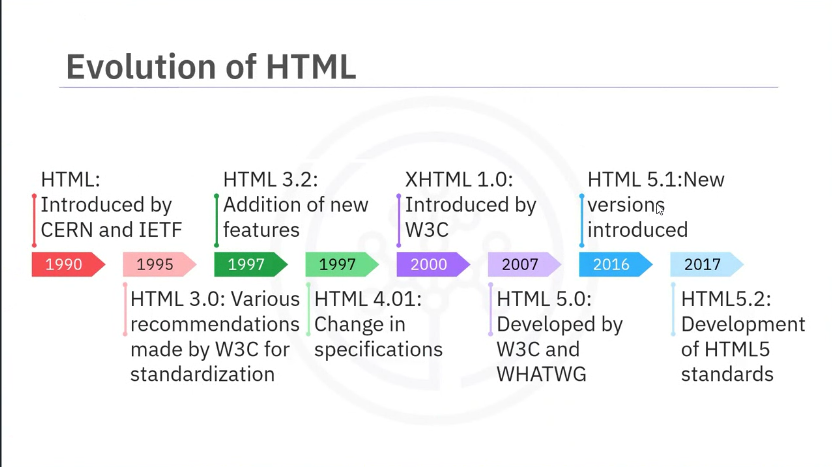 Evolution of HTML
HTML:
Introduced by
CERN and IETF
1990
1995
HTML 3.0: Various
recommendations
made by W3C for
standardization
HTML 3.2:
Addition of new
features
1997
1997
HTML 4.01:
Change in
specifications
XHTML 1.0:
Introduced by
W3C
2000
2007
HTML 5.0:
Developed by
W3C and
WHATWG
HTML 5.1:New
versions
introduced
2016
2017
HTML5.2:
Development
of HTML5
standards